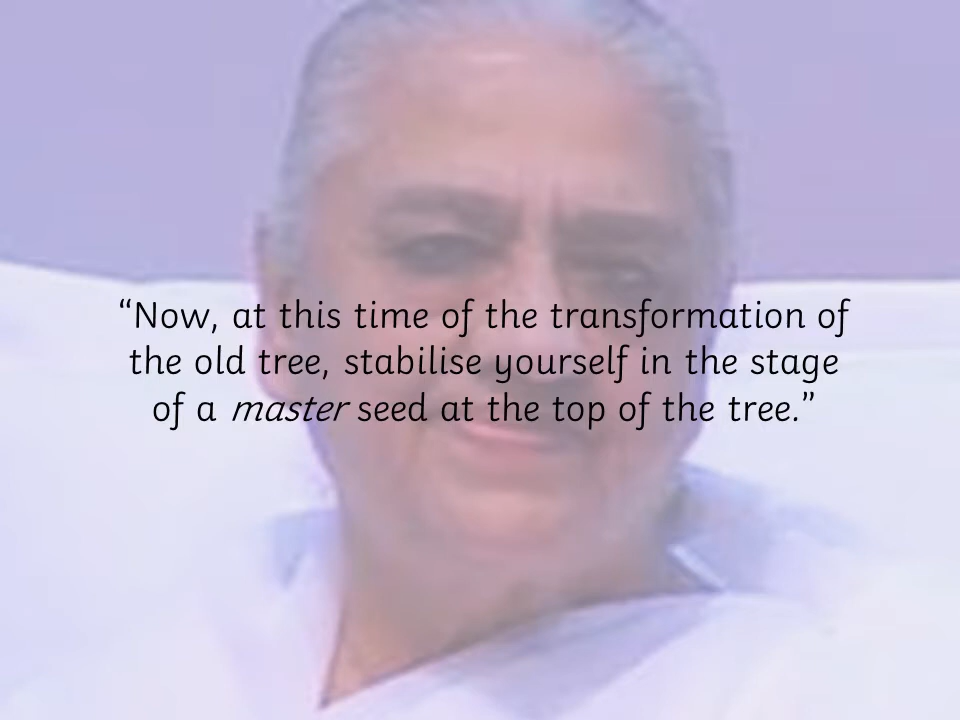 “Now, at this time of the transformation of
the old tree, stabilise yourself in the stage
of a master seed at the top of the tree.”